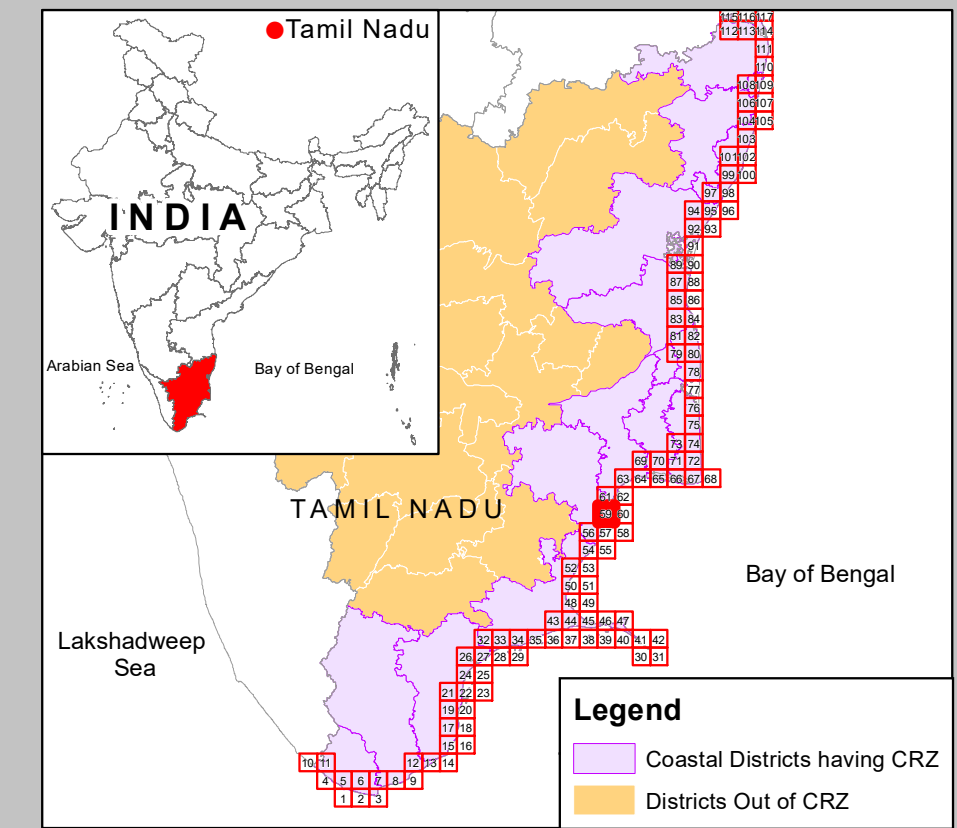 Tamil Nadu
INDIA
Arabian Sea
Bay of Bengal
115 116 117
112 113 114
111
110
108 109
106 107
104 105
103
101 102
99 100
97 98
94 95 96
92 93
91
89 90
87 88
85 86
83 84
81 82
79 80
78
77
76
75
73 74
69 70 71 72
63 64 65 66 67 68
61 62
TAMIL NADU
59 60
56 57 58
54 55
52 53
50 51
48 49
43 44 45 46 47
32 33 34 35 36 37 38 39 40 41 42
26 27 28 29 30 31
24 25
21 22 23
19 20
17 18
15 16
10 11 12 13 14
4 5 6 7 8 9
1 2 3
Bay of Bengal
Lakshadweep
Sea
Legend
Coastal Districts having CRZ
Districts Out of CRZ